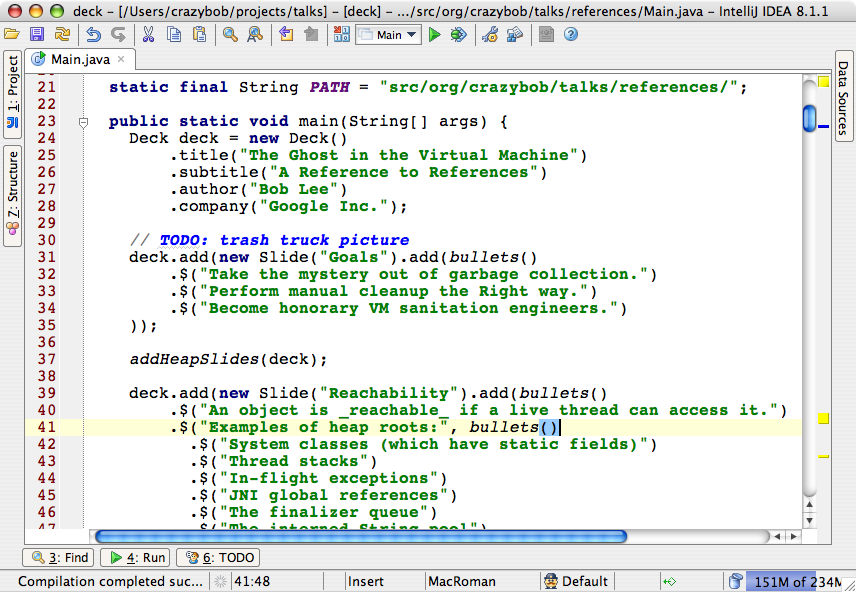 deck - [/Users/crazybob/projects/talks] - [deck] - .../src/org/crazybob/talks/references/Main.java - IntelliJ IDEA 8.1.1
Main
Main.java
1: Project
7: Structure
Data Sources
21 static final String PATH = "src/org/crazybob/talks/references/";
22
23 public static void main(String[] args) {
24 Deck deck = new Deck()
25 .title("The Ghost in the Virtual Machine")
26 .subtitle("A Reference to References")
27 .author("Bob Lee")
28 .company("Google Inc.");
29
30 // TODO: trash truck picture
31 deck.add(new Slide("Goals").add(bullets()
32 .$("Take the mystery out of garbage collection.")
33 .$("Perform manual cleanup the Right way.")
34 .$("Become honorary VM sanitation engineers.")
35 ));
36
37 addHeapSlides(deck);
38
39 deck.add(new Slide("Reachability").add(bullets()
40 .$("An object is _reachable_ if a live thread can access it.")
41 .$("Examples of heap roots:", bullets()
42 .$("System classes (which have static fields)")
43 .$("Thread stacks")
44 .$("In-flight exceptions")
45 .$("JNI global references")
46 .$("The finalizer queue")
47 .$("The interned String pool")
3: Find 4: Run 6: TODO
Compilation completed suc... 41:48 Insert MacRoman Default 151M of 234M